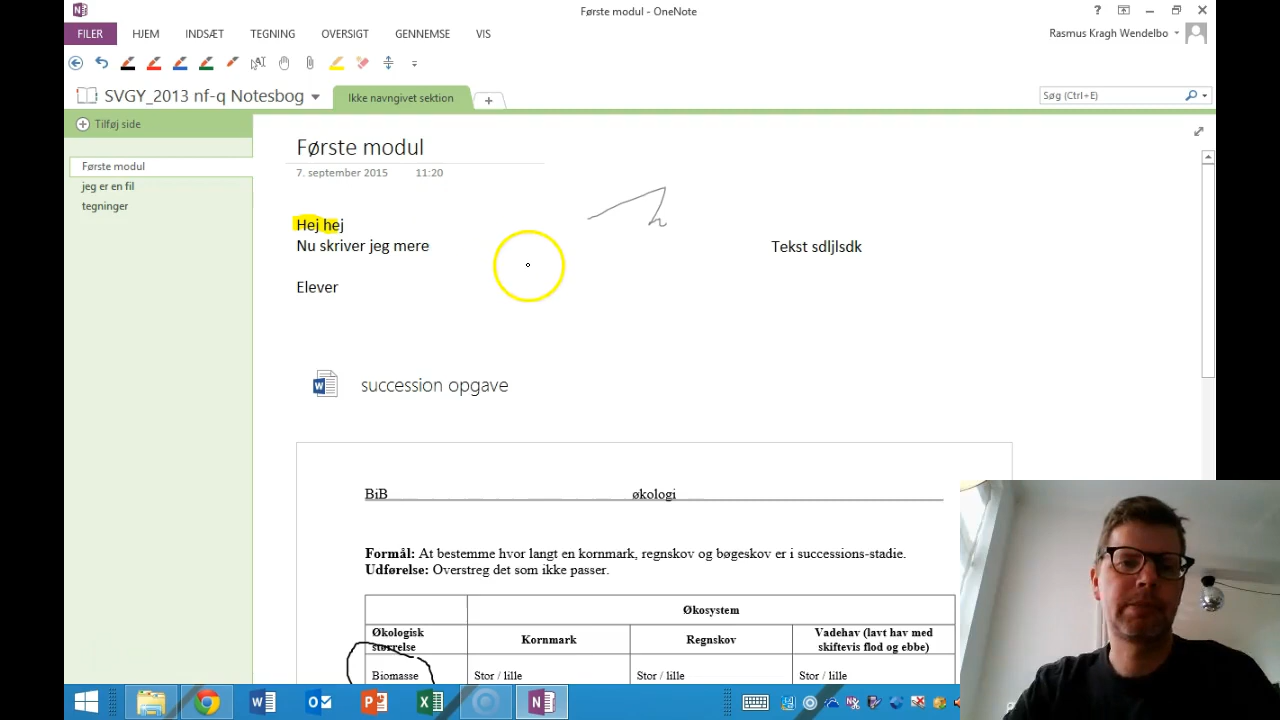 Første modul - OneNote
FILER HJEM INDSÆT TEGNING OVERSIGT GENNEMSE VIS
Rasmus Kragh Wendelbo
SVGY_2013 nf-q Notesbog
Ikke navngivet sektion
Søg (Ctrl+E)
Tilføj side
Første modul
jeg er en fil
tegninger
Første modul
7. september 2015 11:20
Hej hej
Nu skriver jeg mere
Tekst sdljlsdk
Elever
succession opgave
BiB økologi
Formål: At bestemme hvor langt en kornmark, regnskov og bøgeskov er i successions-stadie.
Udførelse: Overstreg det som ikke passer.
Økosystem
Økologisk størrelse Kornmark Regnskov Vadehav (lavt hav med
skiftevis flod og ebbe)
Biomasse Stor / lille Stor / lille Stor / lille